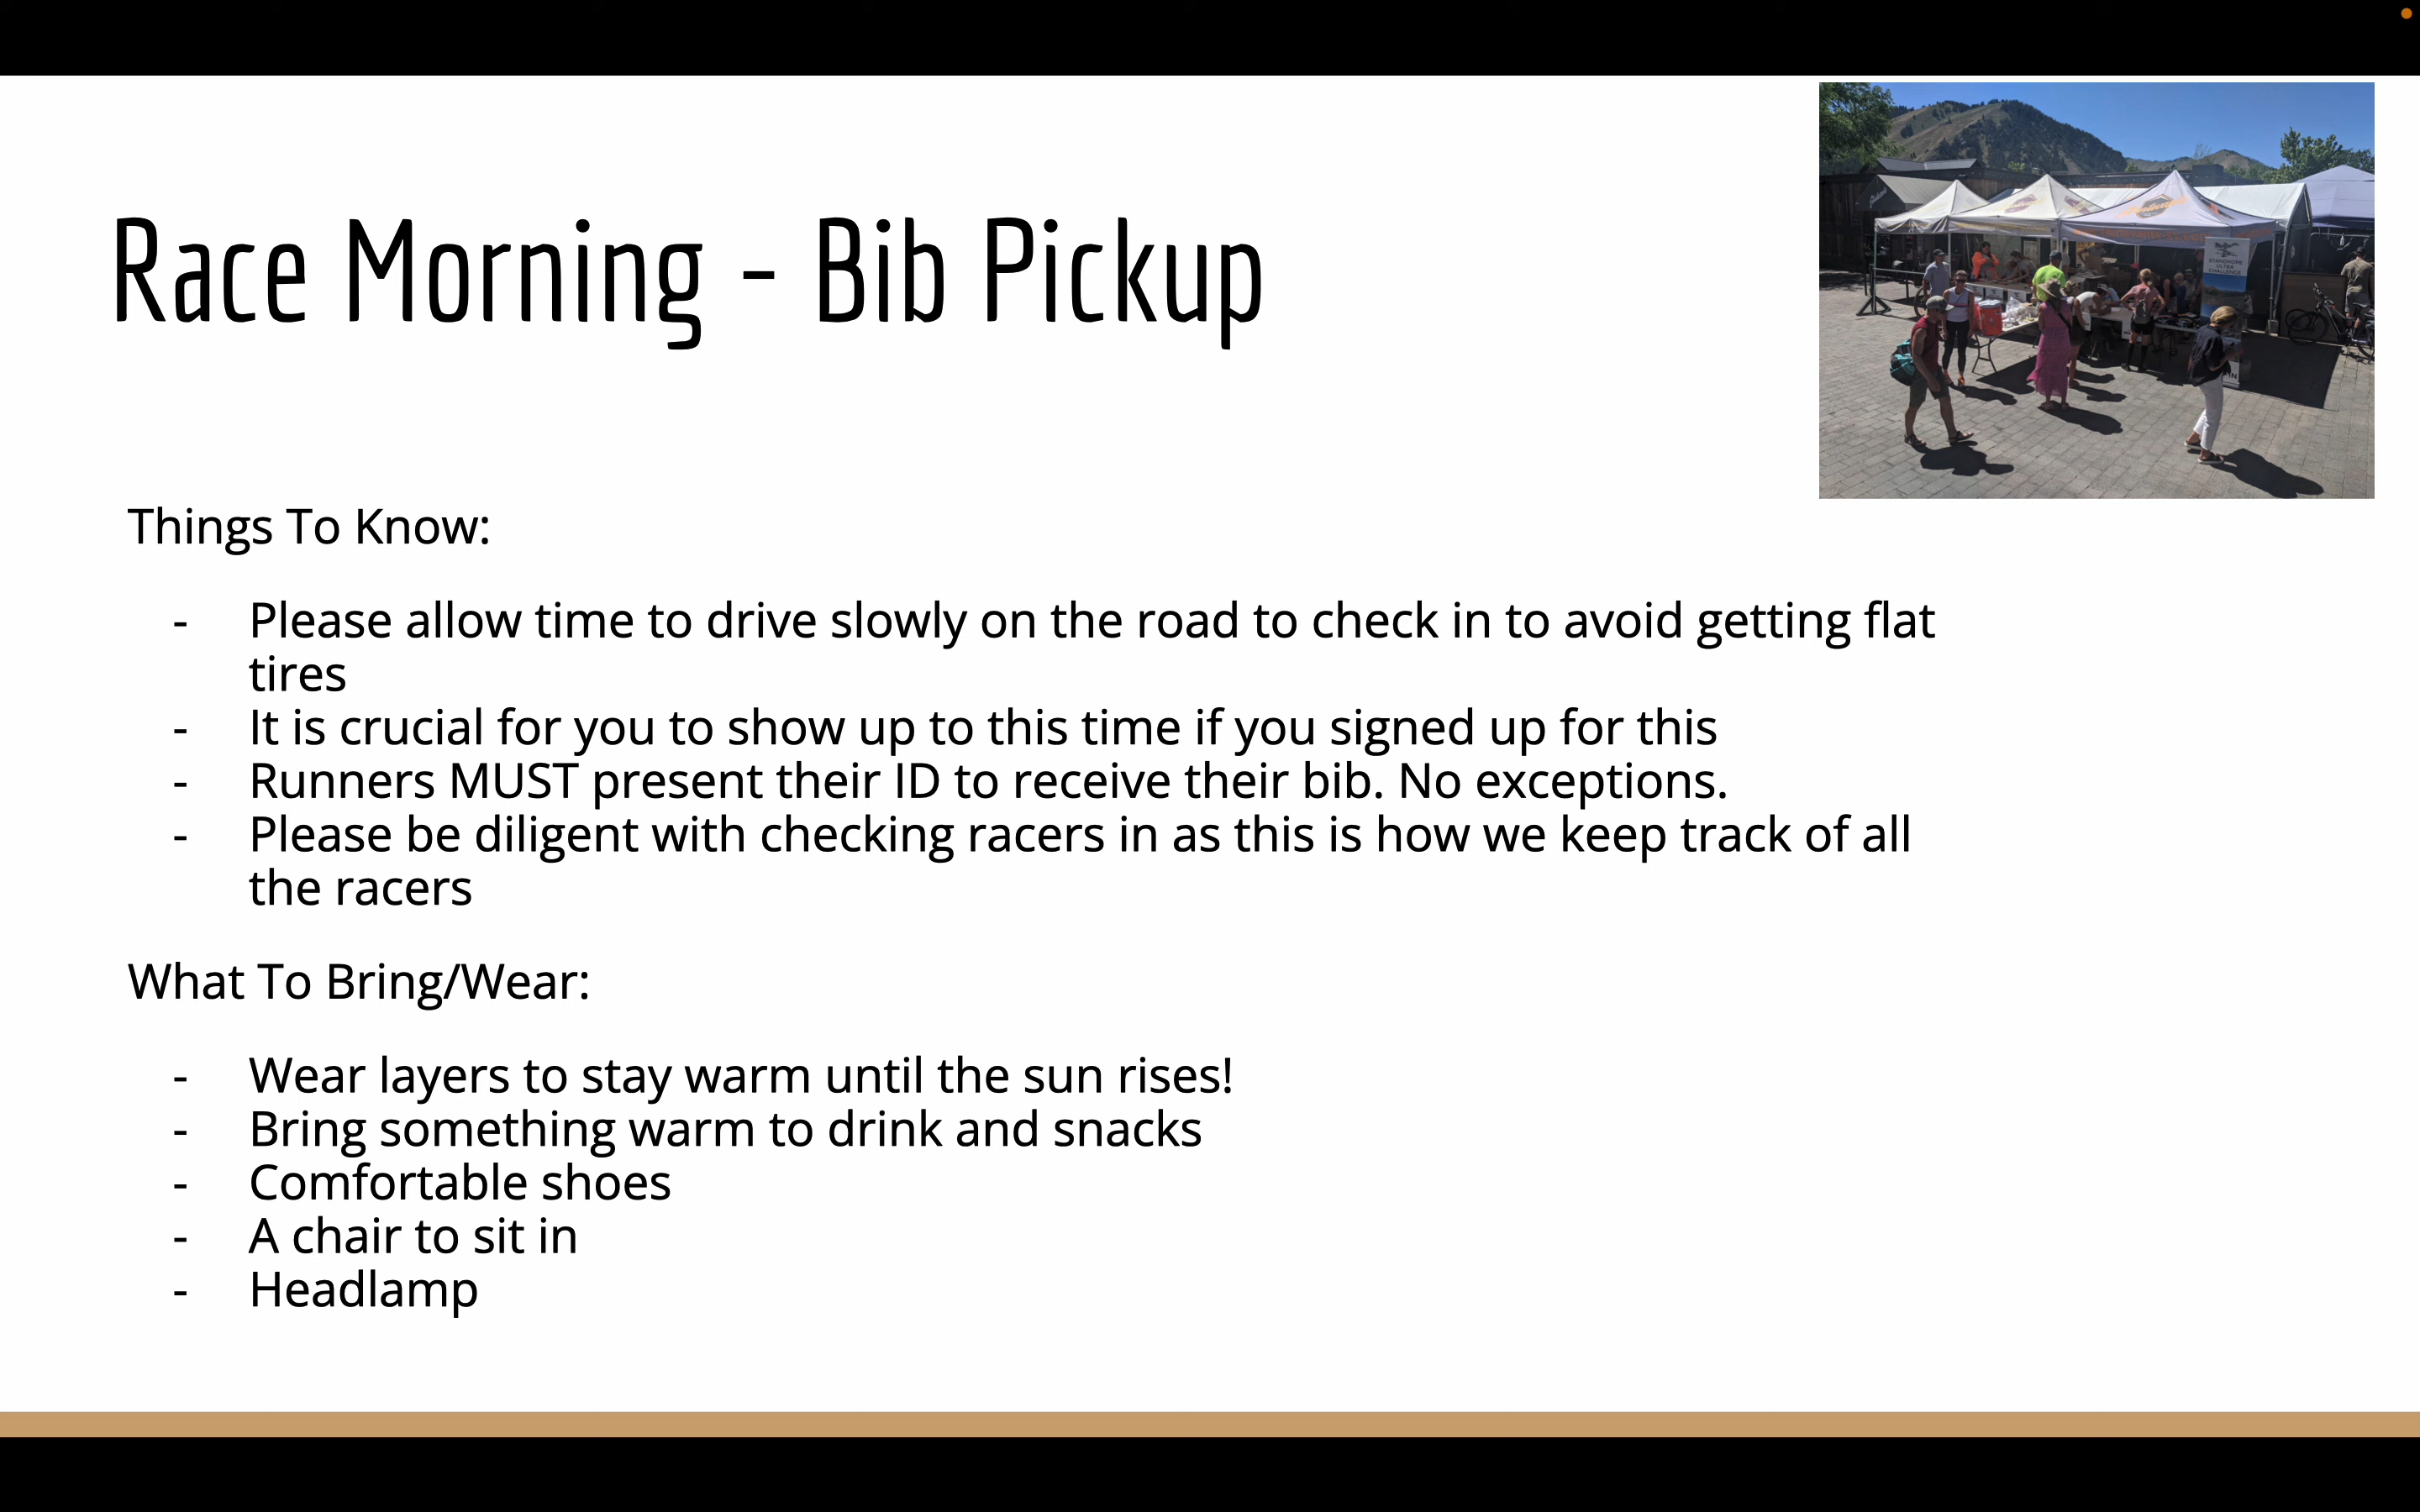 Race Morning - Bib Pickup
STANDHOPE
ULTRA
CHALLENGE
Things To Know:
- Please allow time to drive slowly on the road to check in to avoid getting flat
tires
- It is crucial for you to show up to this time if you signed up for this
- Runners MUST present their ID to receive their bib. No exceptions.
- Please be diligent with checking racers in as this is how we keep track of all
the racers
What To Bring/Wear:
- Wear layers to stay warm until the sun rises!
- Bring something warm to drink and snacks
- Comfortable shoes
- A chair to sit in
- Headlamp